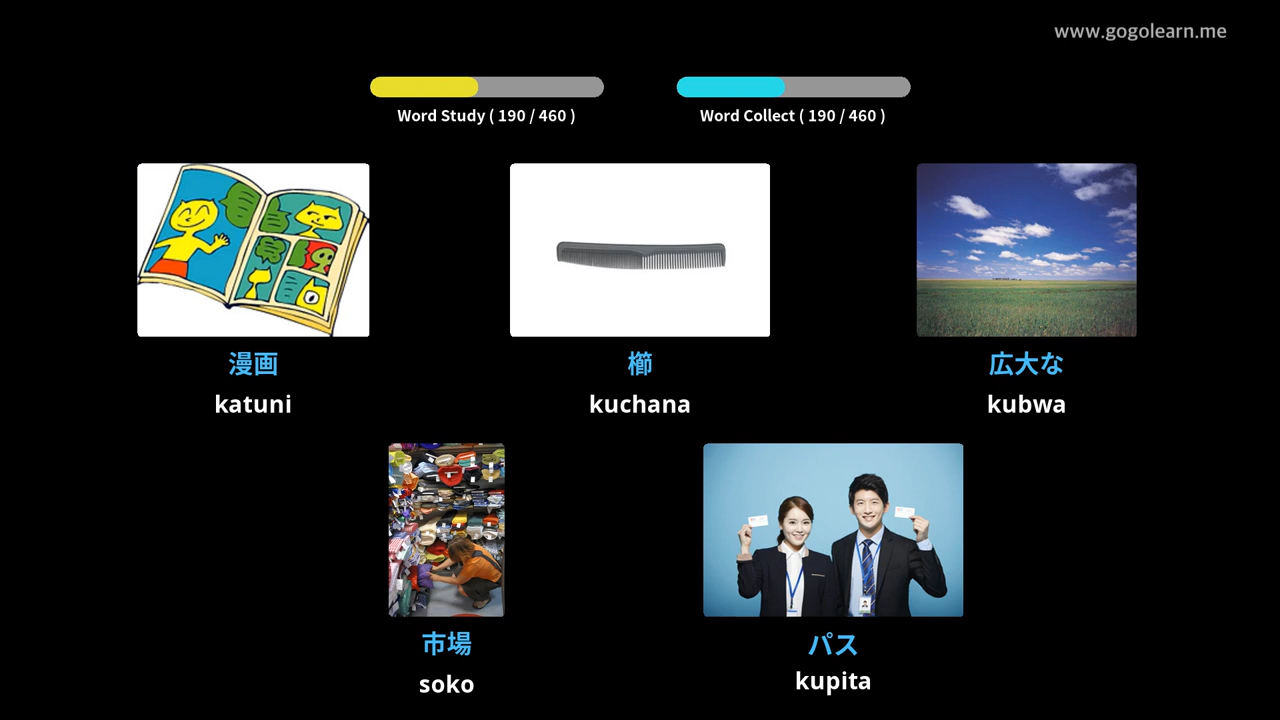 www.gogolearn.me
Word Study ( 190 / 460 )
Word Collect ( 190 / 460 )
漫画
katuni
櫛
kuchana
広大な
kubwa
市場
soko
パス
kupita